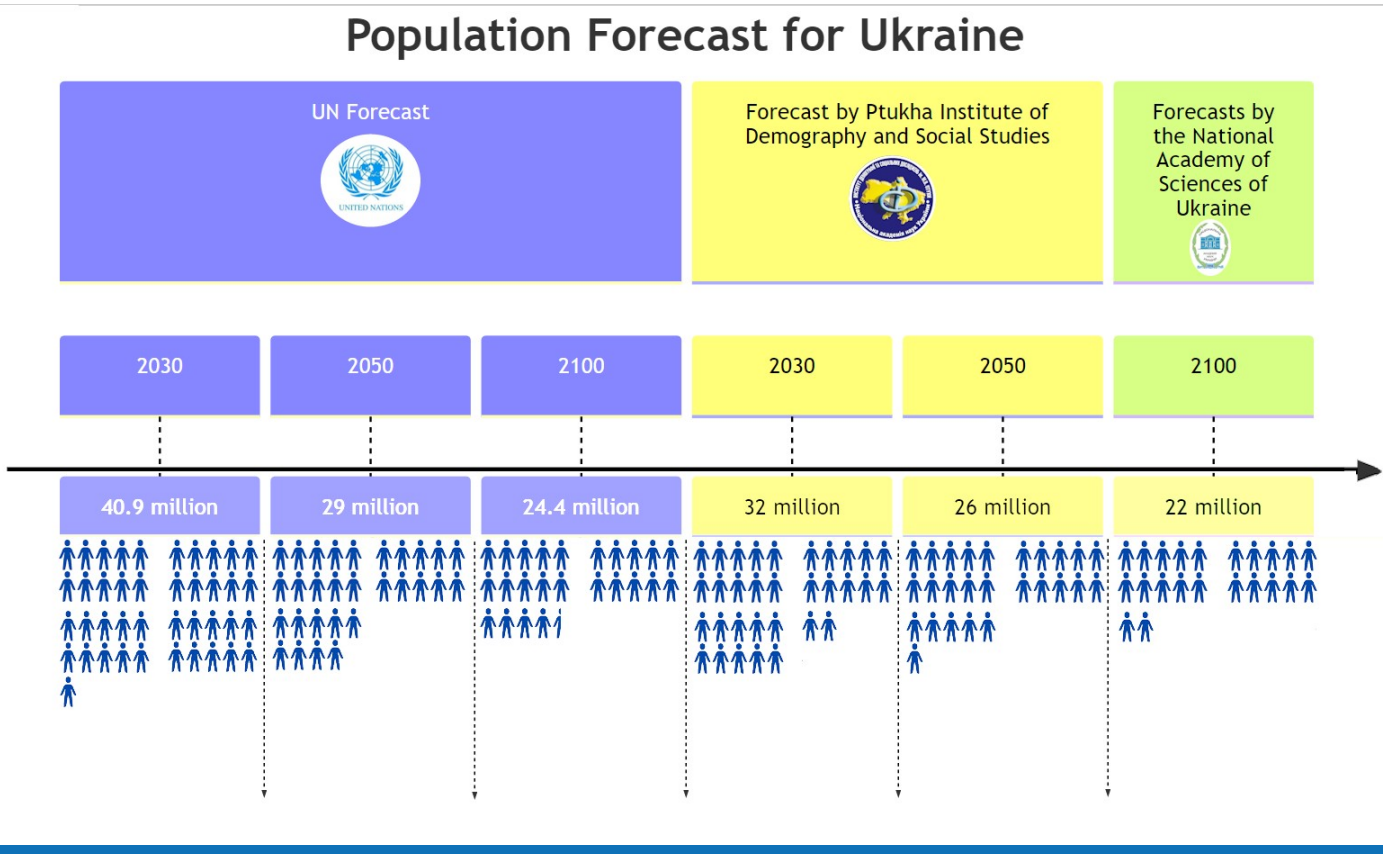 Population Forecast for Ukraine
UN Forecast
UNITED NATIONS
Forecast by Ptukha Institute of
Demography and Social Studies
Forecasts by
the National
Academy of
Sciences of
Ukraine
2030
2050
2100
2030
2050
2100
40.9 million
29 million
24.4 million
32 million
26 million
22 million